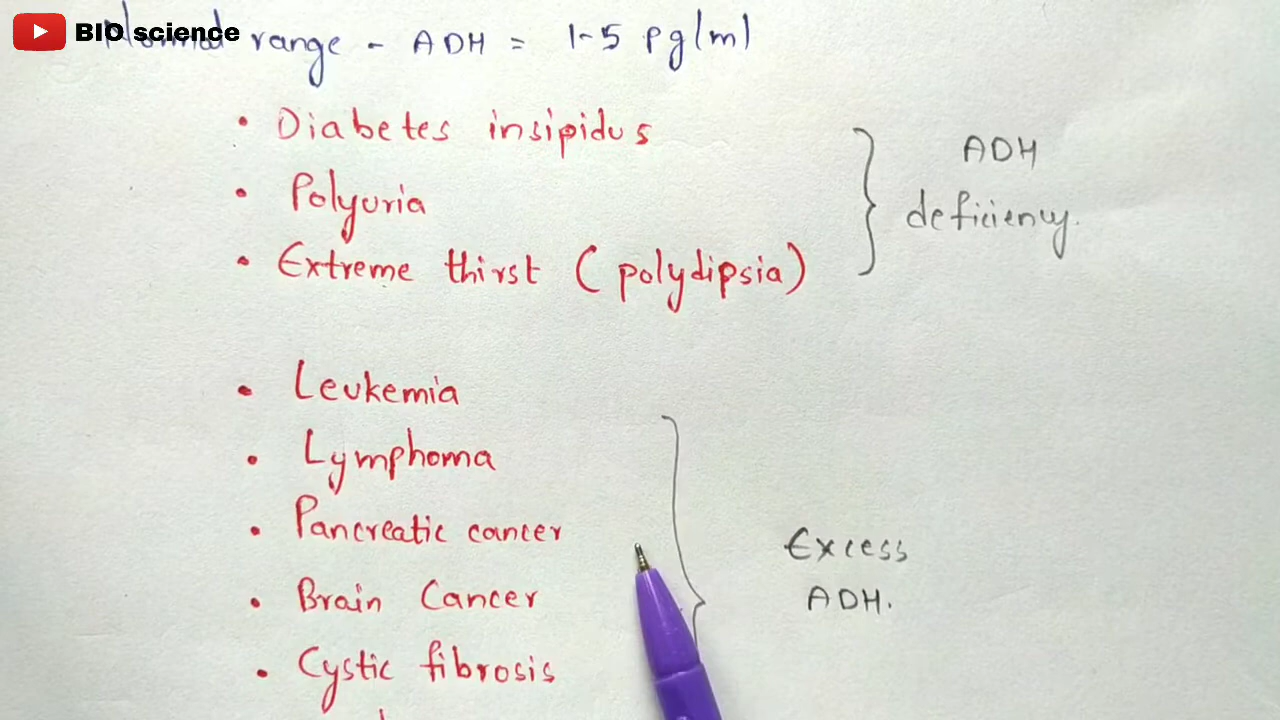 BIO science
Normal range - ADH = 1-5 pg/ml
• Diabetes insipidus
• Polyuria
• Extreme thirst (polydipsia)
ADH
deficiency.
• Leukemia
• Lymphoma
• Pancreatic cancer
• Brain Cancer
• Cystic fibrosis
Excess
ADH.